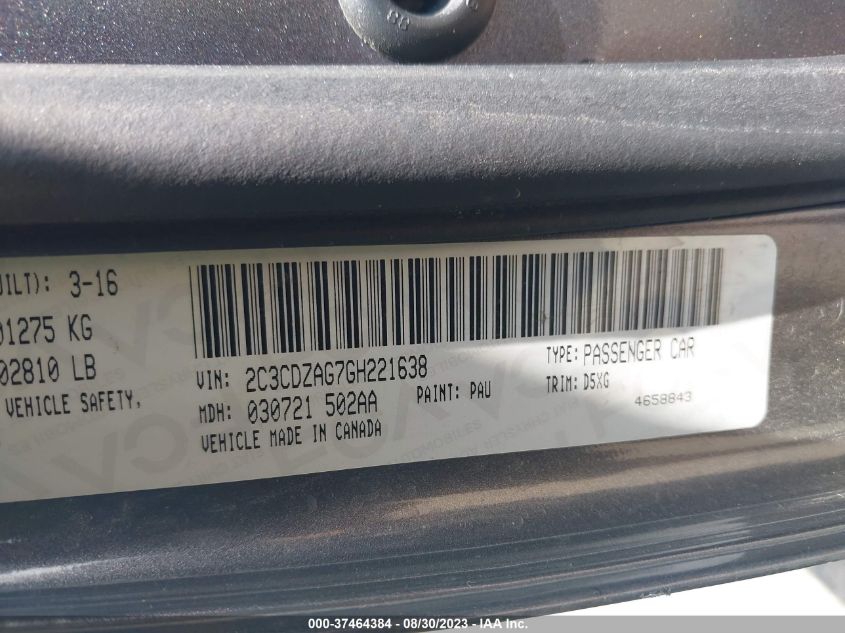 88
UILT): 3-16
01275 KG
02810 LB
VEHICLE SAFETY,
VIN: 2C3CDZAG7GH221638
TYPE: PASSENGER CAR
MDH: 030721 502AA
PAINT: PAU
TRIM: D5XG
VEHICLE MADE IN CANADA
4658843
000-37464384 - 08/30/2023 - IAA Inc.